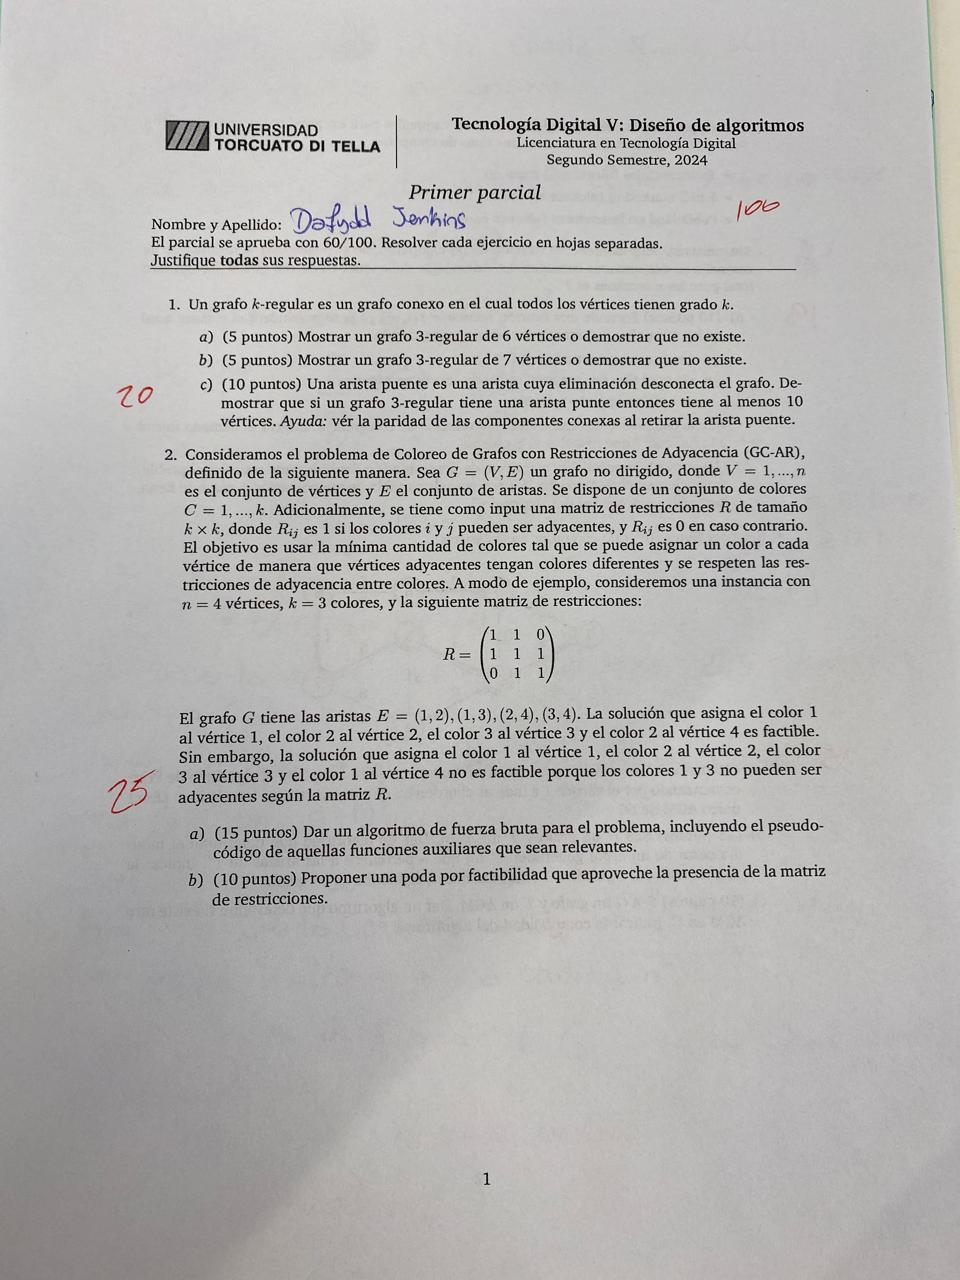 UNIVERSIDAD
TORCUATO DI TELLA
Tecnología Digital V: Diseño de algoritmos
Licenciatura en Tecnología Digital
Segundo Semestre, 2024
Primer parcial
100
Nombre y Apellido: Dafydd Jenkins
El parcial se aprueba con 60/100. Resolver cada ejercicio en hojas separadas.
Justifique todas sus respuestas.
1. Un grafo k-regular es un grafo conexo en el cual todos los vértices tienen grado k.
a) (5 puntos) Mostrar un grafo 3-regular de 6 vértices o demostrar que no existe.
b) (5 puntos) Mostrar un grafo 3-regular de 7 vértices o demostrar que no existe.
20
c) (10 puntos) Una arista puente es una arista cuya eliminación desconecta el grafo. De-
mostrar que si un grafo 3-regular tiene una arista punte entonces tiene al menos 10
vértices. Ayuda: vér la paridad de las componentes conexas al retirar la arista puente.
2. Consideramos el problema de Coloreo de Grafos con Restricciones de Adyacencia (GC-AR),
definido de la siguiente manera. Sea G = (V, E) un grafo no dirigido, donde V = 1, ..., n
es el conjunto de vértices y E el conjunto de aristas. Se dispone de un conjunto de colores
C = 1, ..., k. Adicionalmente, se tiene como input una matriz de restricciones R de tamaño
k × k, donde Rij es 1 si los colores i y j pueden ser adyacentes, y Rij es 0 en caso contrario.
El objetivo es usar la mínima cantidad de colores tal que se puede asignar un color a cada
vértice de manera que vértices adyacentes tengan colores diferentes y se respeten las res-
tricciones de adyacencia entre colores. A modo de ejemplo, consideremos una instancia con
n = 4 vértices, k = 3 colores, y la siguiente matriz de restricciones:
1 1 0
R = 1 1 1
0 1 1
El grafo G tiene las aristas E = (1, 2), (1, 3), (2, 4), (3, 4). La solución que asigna el color 1
al vértice 1, el color 2 al vértice 2, el color 3 al vértice 3 y el color 2 al vértice 4 es factible.
Sin embargo, la solución que asigna el color 1 al vértice 1, el color 2 al vértice 2, el color
3 al vértice 3 y el color 1 al vértice 4 no es factible porque los colores 1 y 3 no pueden ser
adyacentes según la matriz R.
25
a) (15 puntos) Dar un algoritmo de fuerza bruta para el problema, incluyendo el pseudo-
código de aquellas funciones auxiliares que sean relevantes.
b) (10 puntos) Proponer una poda por factibilidad que aproveche la presencia de la matriz
de restricciones.
1